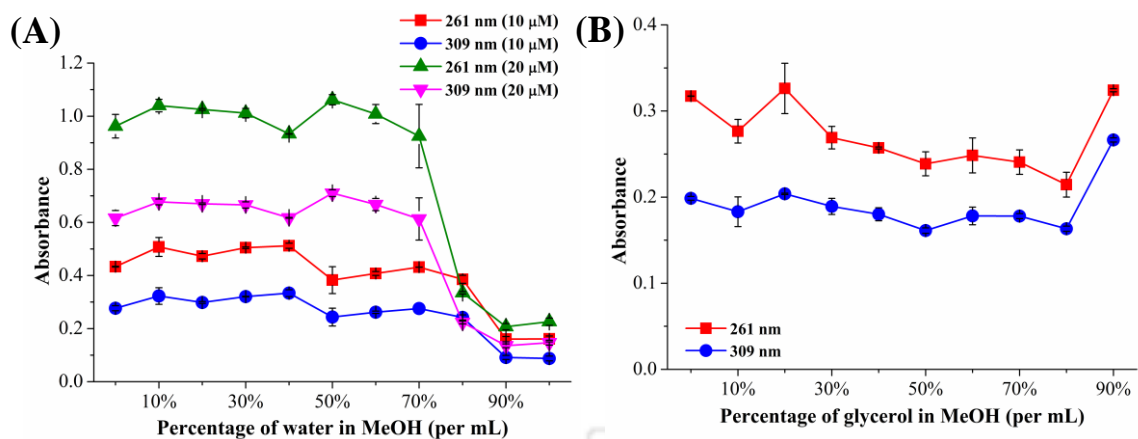 (A)
261 nm (10 μM)
309 nm (10 μM)
261 nm (20 μM)
309 nm (20 μM)
1.2
1.0
0.8
0.6
0.4
0.2
0.0
Absorbance
10% 30% 50% 70% 90%
Percentage of water in MeOH (per mL)
(B)
0.4
0.3
0.2
0.1
0.0
Absorbance
261 nm
309 nm
10% 30% 50% 70% 90%
Percentage of glycerol in MeOH (per mL)